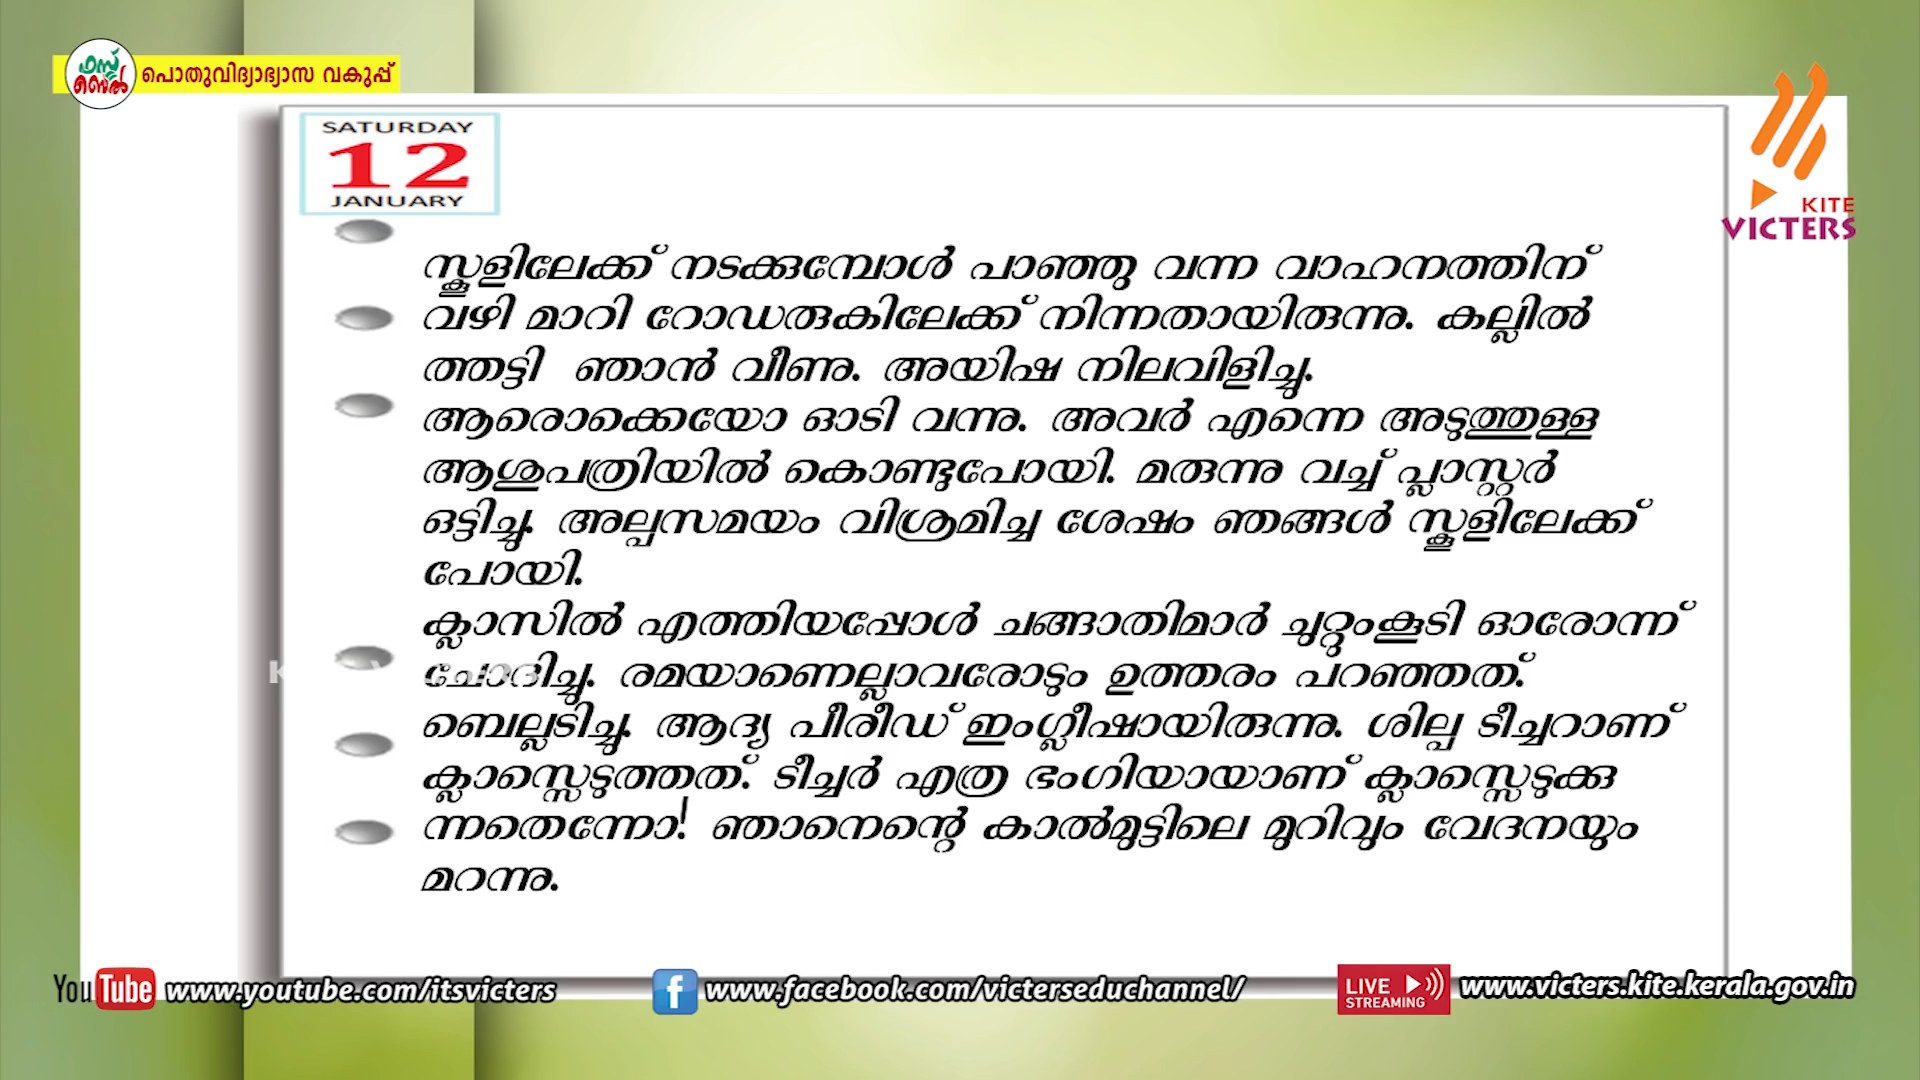 ഫസ്റ്റ്
ബെൽ
പൊതുവിദ്യാഭ്യാസ വകുപ്പ്
KITE
VICTERS
SATURDAY
12
JANUARY
സ്കൂളിലേക്ക് നടക്കുമ്പോൾ പാഞ്ഞു വന്ന വാഹനത്തിന്
വഴി മാറി റോഡരുകിലേക്ക് നിന്നതായിരുന്നു. കല്ലിൽ
ത്തട്ടി ഞാൻ വീണു. അയിഷ നിലവിളിച്ചു.
ആരൊക്കെയോ ഓടി വന്നു. അവർ എന്നെ അടുത്തുള്ള
ആശുപത്രിയിൽ കൊണ്ടുപോയി. മരുന്നു വച്ച് പ്ലാസ്റ്റർ
ഒട്ടിച്ചു. അല്പസമയം വിശ്രമിച്ച ശേഷം ഞങ്ങൾ സ്കൂളിലേക്ക്
പോയി.
ക്ലാസിൽ എത്തിയപ്പോൾ ചങ്ങാതിമാർ ചുറ്റുംകൂടി ഓരോന്ന്
ചോദിച്ചു. രമയാണെല്ലാവരോടും ഉത്തരം പറഞ്ഞത്.
ബെല്ലടിച്ചു. ആദ്യ പീരീഡ് ഇംഗ്ലീഷായിരുന്നു. ശില്പ ടീച്ചറാണ്
ക്ലാസ്സെടുത്തത്. ടീച്ചർ എത്ര ഭംഗിയായാണ് ക്ലാസ്സെടുക്കു
ന്നതെന്നോ! ഞാനെന്റെ കാൽമുട്ടിലെ മുറിവും വേദനയും
മറന്നു.
YouTube www.youtube.com/itsvicters
f www.facebook.com/victerseduchannel/
LIVE STREAMING www.victers.kite.kerala.gov.in